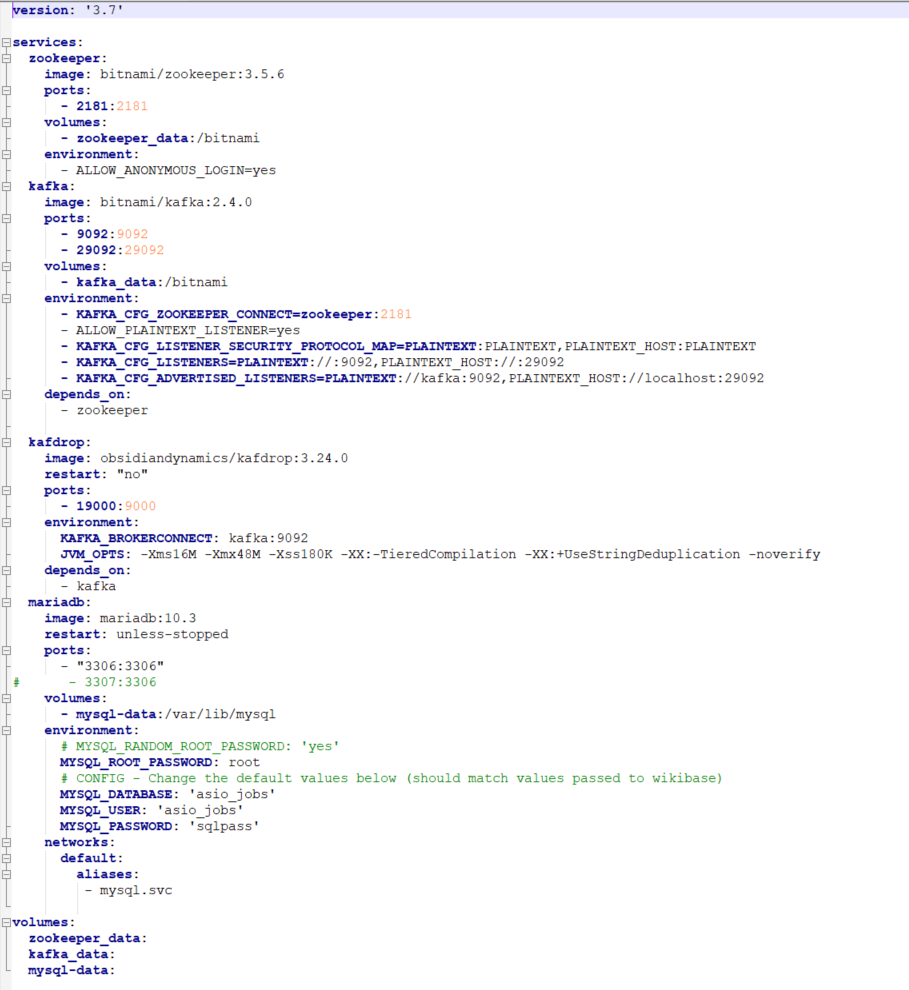 version: '3.7'
services:
  zookeeper:
    image: bitnami/zookeeper:3.5.6
    ports:
      - 2181:2181
    volumes:
      - zookeeper_data:/bitnami
    environment:
      - ALLOW_ANONYMOUS_LOGIN=yes
  kafka:
    image: bitnami/kafka:2.4.0
    ports:
      - 9092:9092
      - 29092:29092
    volumes:
      - kafka_data:/bitnami
    environment:
      - KAFKA_CFG_ZOOKEEPER_CONNECT=zookeeper:2181
      - ALLOW_PLAINTEXT_LISTENER=yes
      - KAFKA_CFG_LISTENER_SECURITY_PROTOCOL_MAP=PLAINTEXT:PLAINTEXT,PLAINTEXT_HOST:PLAINTEXT
      - KAFKA_CFG_LISTENERS=PLAINTEXT://:9092,PLAINTEXT_HOST://:29092
      - KAFKA_CFG_ADVERTISED_LISTENERS=PLAINTEXT://kafka:9092,PLAINTEXT_HOST://localhost:29092
    depends_on:
      - zookeeper
  kafdrop:
    image: obsidiandynamics/kafdrop:3.24.0
    restart: "no"
    ports:
      - 19000:9000
    environment:
      KAFKA_BROKERCONNECT: kafka:9092
      JVM_OPTS: -Xms16M -Xmx48M -Xss180K -XX:-TieredCompilation -XX:+UseStringDeduplication -noverify
    depends_on:
      - kafka
  mariadb:
    image: mariadb:10.3
    restart: unless-stopped
    ports:
      - "3306:3306"
#      - 3307:3306
    volumes:
      - mysql-data:/var/lib/mysql
    environment:
      # MYSQL_RANDOM_ROOT_PASSWORD: 'yes'
      MYSQL_ROOT_PASSWORD: root
      # CONFIG - Change the default values below (should match values passed to wikibase)
      MYSQL_DATABASE: 'asio_jobs'
      MYSQL_USER: 'asio_jobs'
      MYSQL_PASSWORD: 'sqlpass'
    networks:
      default:
        aliases:
         - mysql.svc
volumes:
  zookeeper_data:
  kafka_data:
  mysql-data: